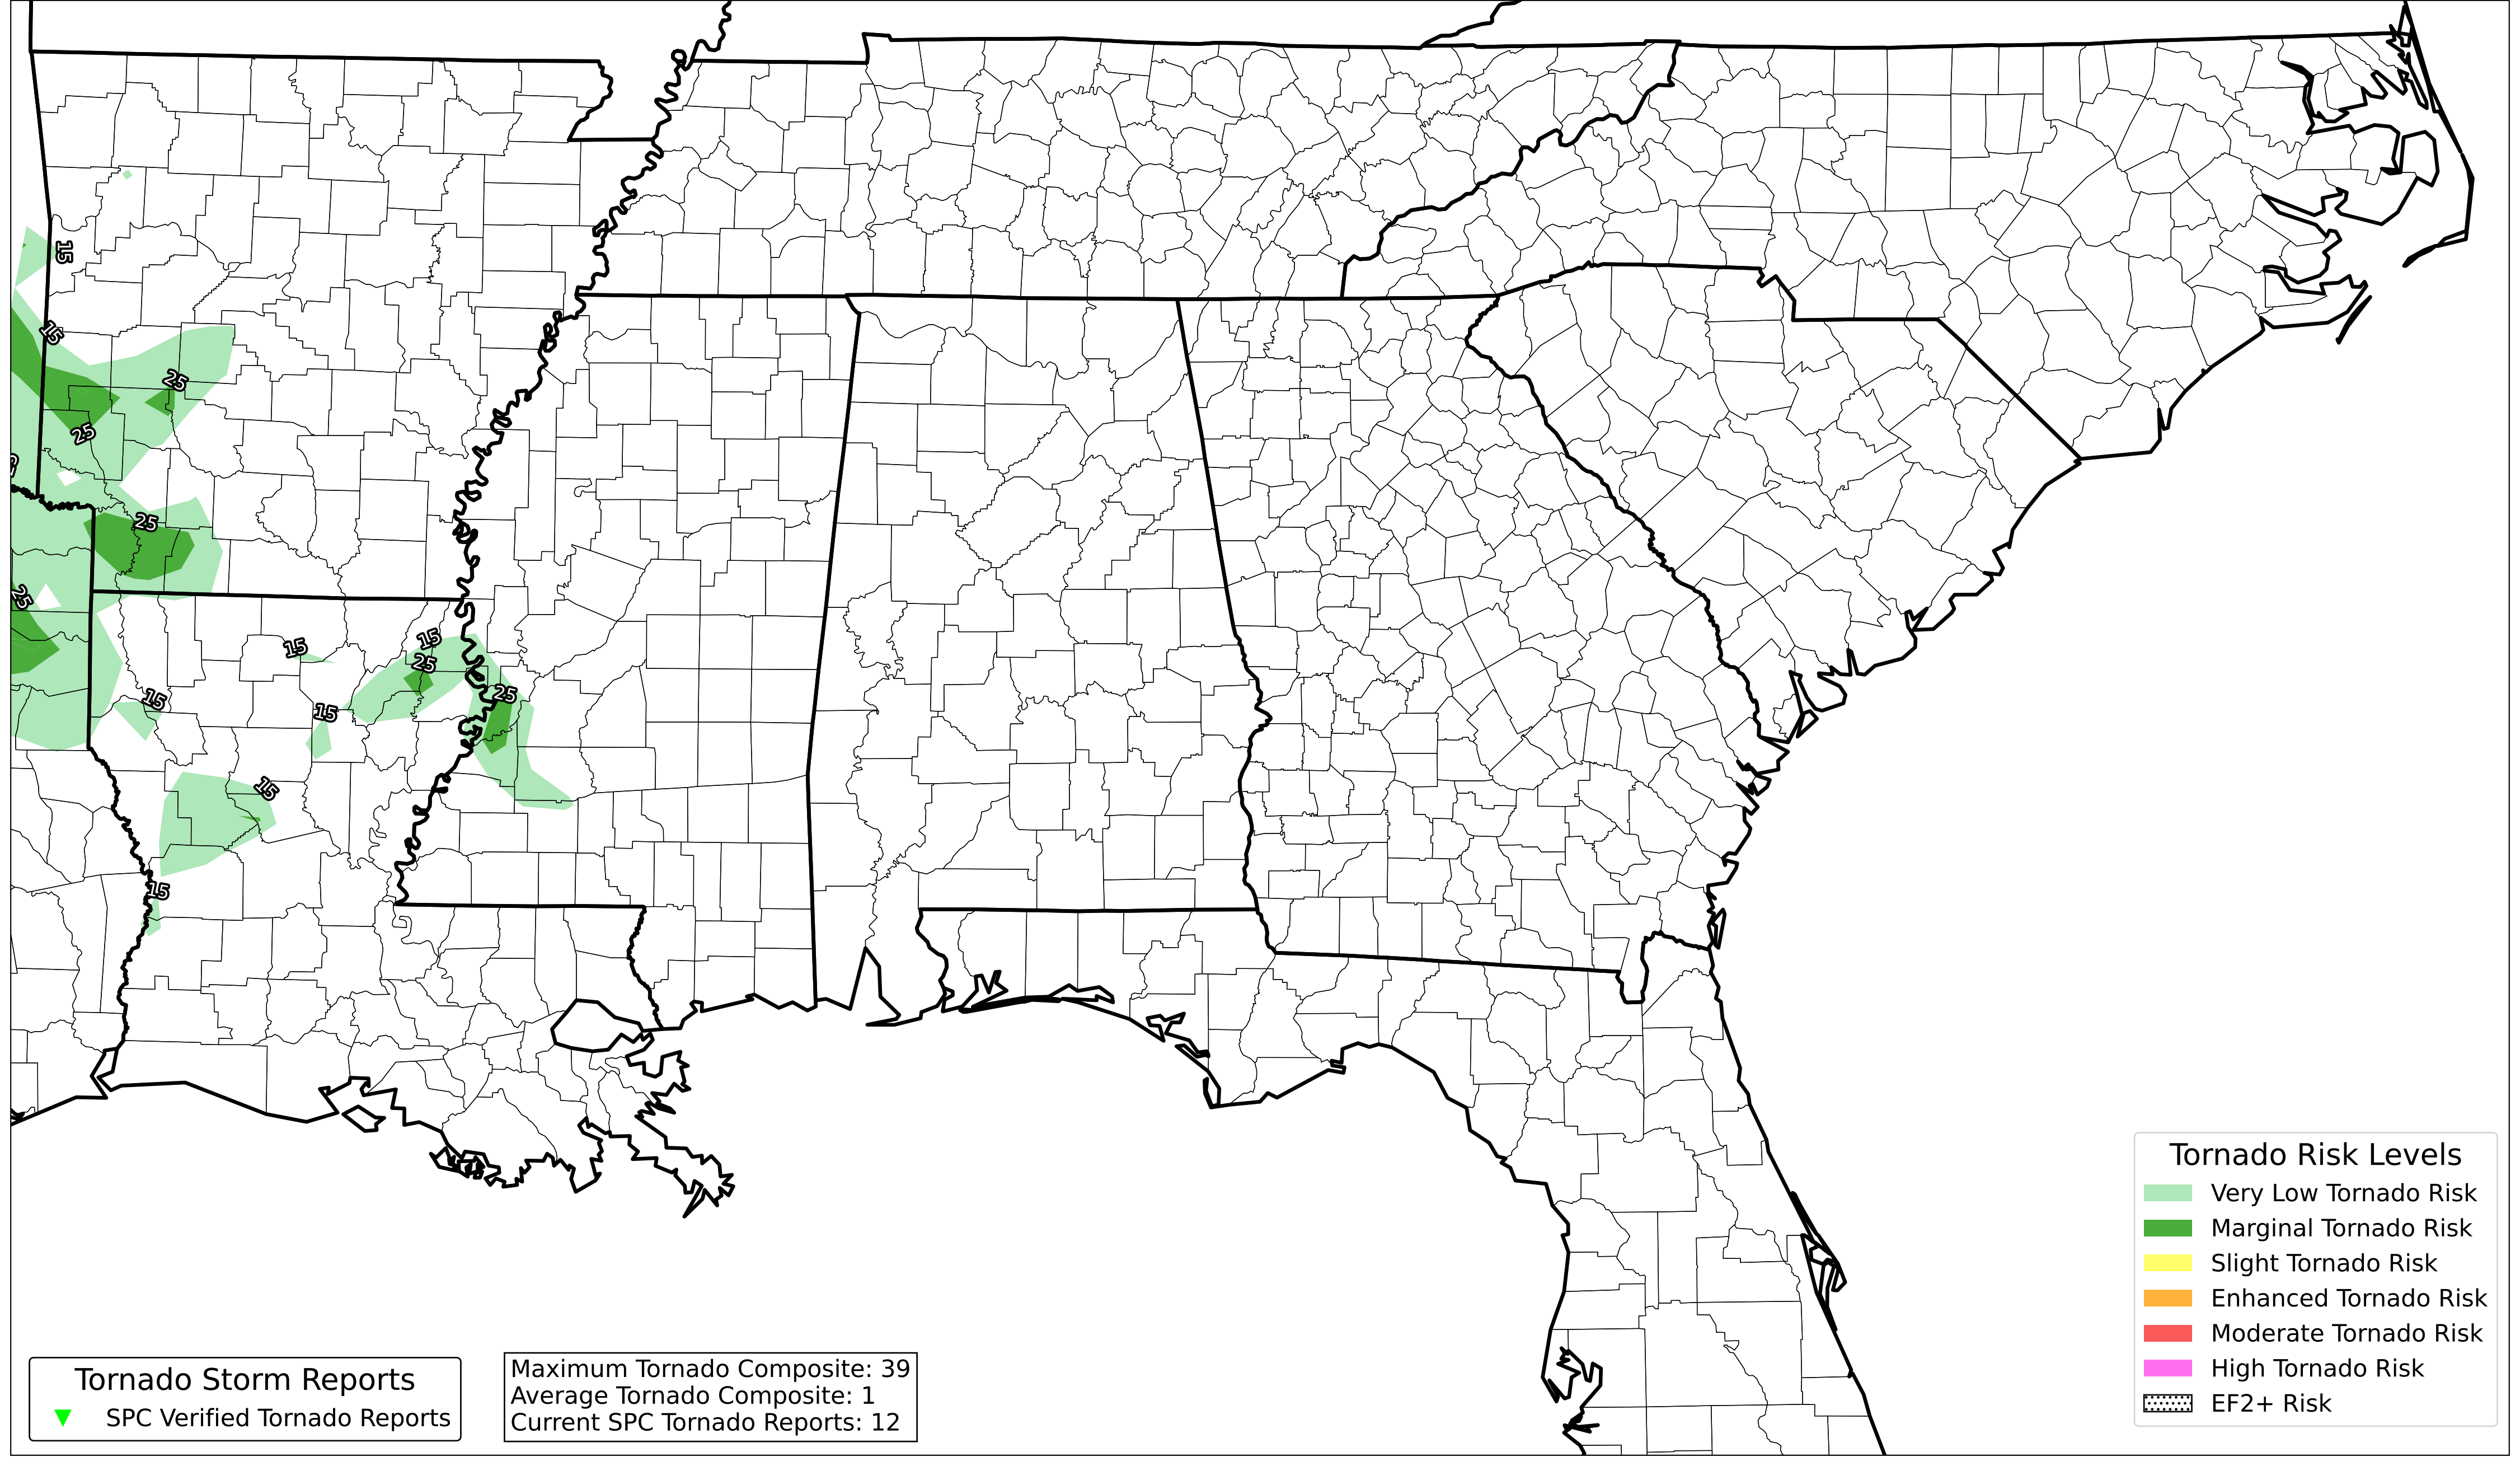 15
15
25
25
25
25
15
15
25
15
25
15
15
15
Tornado Risk Levels
Very Low Tornado Risk
Marginal Tornado Risk
Slight Tornado Risk
Enhanced Tornado Risk
Moderate Tornado Risk
High Tornado Risk
EF2+ Risk
Tornado Storm Reports
SPC Verified Tornado Reports
Maximum Tornado Composite: 39
Average Tornado Composite: 1
Current SPC Tornado Reports: 12